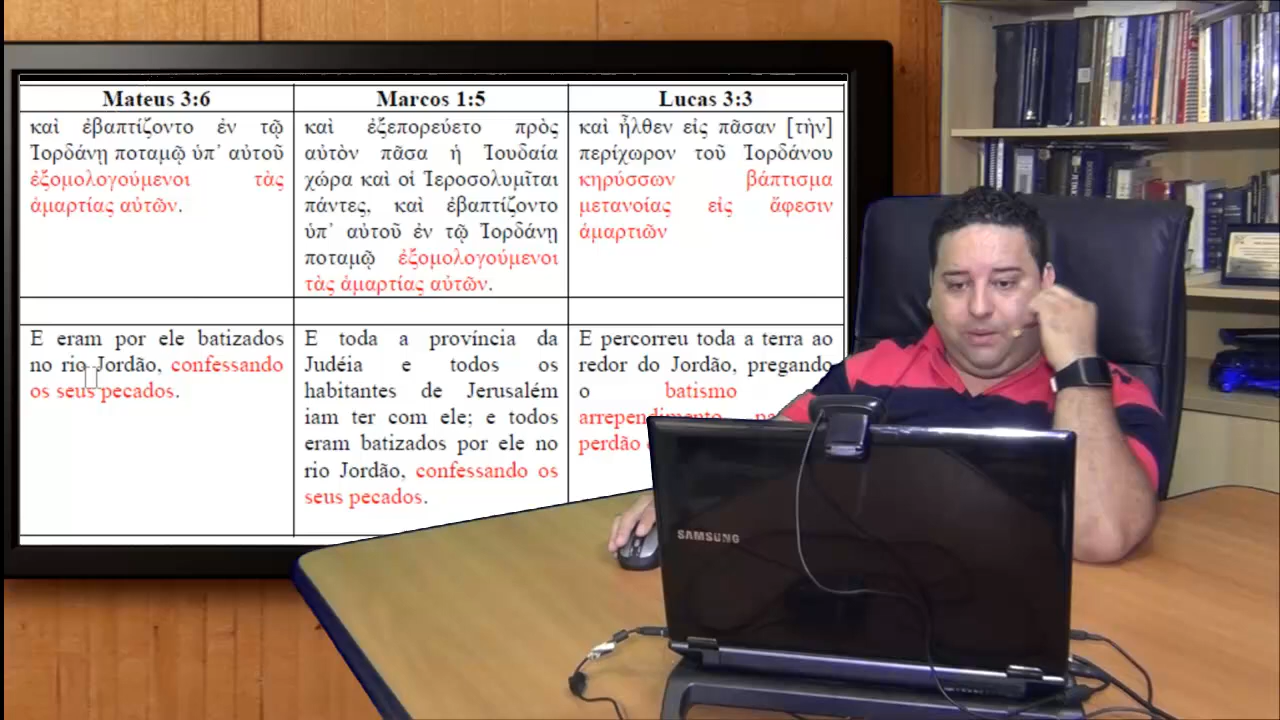 Mateus 3:6
καὶ ἐβαπτίζοντο ἐν τῷ
Ἰορδάνῃ ποταμῷ ὑπ᾽ αὐτοῦ
ἐξομολογούμενοι τὰς
ἁμαρτίας αὐτῶν.
Marcos 1:5
καὶ ἐξεπορεύετο πρὸς
αὐτὸν πᾶσα ἡ Ἰουδαία
χώρα καὶ οἱ Ἱεροσολυμῖται
πάντες, καὶ ἐβαπτίζοντο
ὑπ᾽ αὐτοῦ ἐν τῷ Ἰορδάνῃ
ποταμῷ ἐξομολογούμενοι
τὰς ἁμαρτίας αὐτῶν.
Lucas 3:3
καὶ ἦλθεν εἰς πᾶσαν [τὴν]
περίχωρον τοῦ Ἰορδάνου
κηρύσσων βάπτισμα
μετανοίας εἰς ἄφεσιν
ἁμαρτιῶν
E eram por ele batizados
no rio Jordão, confessando
os seus pecados.
E toda a província da
Judéia e todos os
habitantes de Jerusalém
iam ter com ele; e todos
eram batizados por ele no
rio Jordão, confessando os
seus pecados.
E percorreu toda a terra ao
redor do Jordão, pregando
o batismo
arrependimento
perdão
SAMSUNG